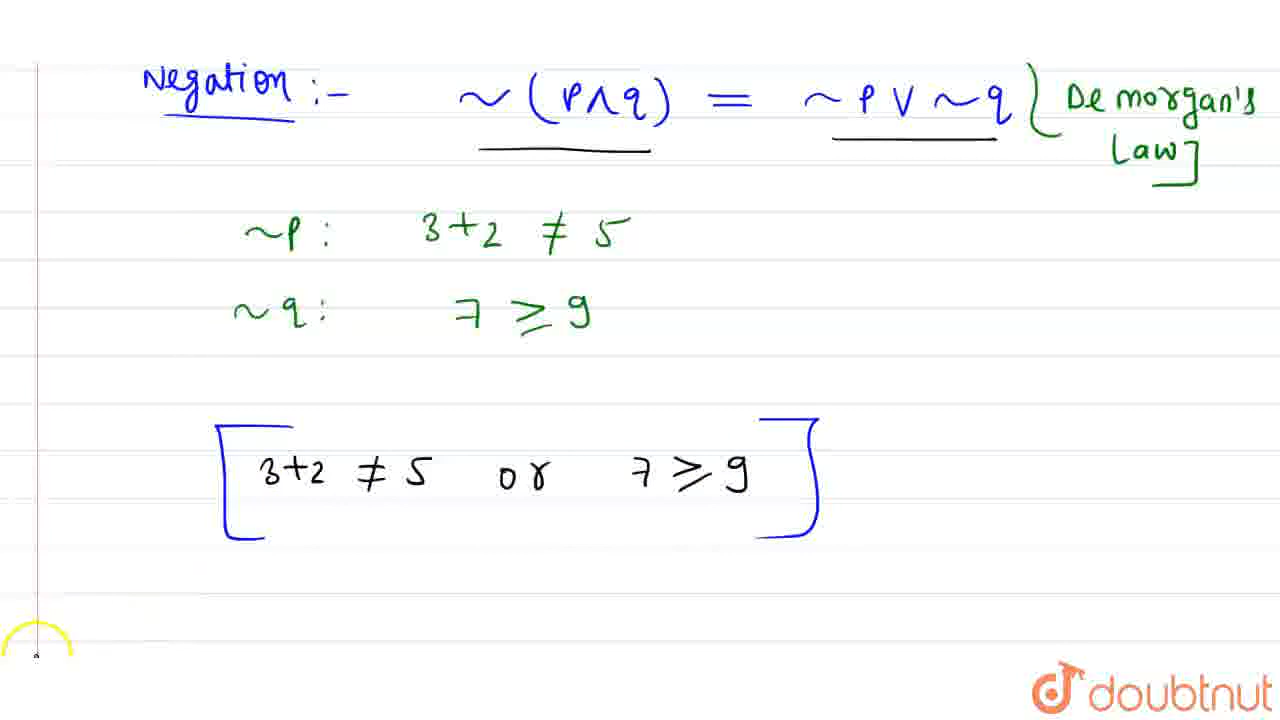 Negation :- ~(p∧q) = ~p∨~q [De morgan's
Law]
~p: 3+2 ≠ 5
~q: 7 ≥ 9
[3+2 ≠ 5 or 7 ≥ 9]
doubtnut